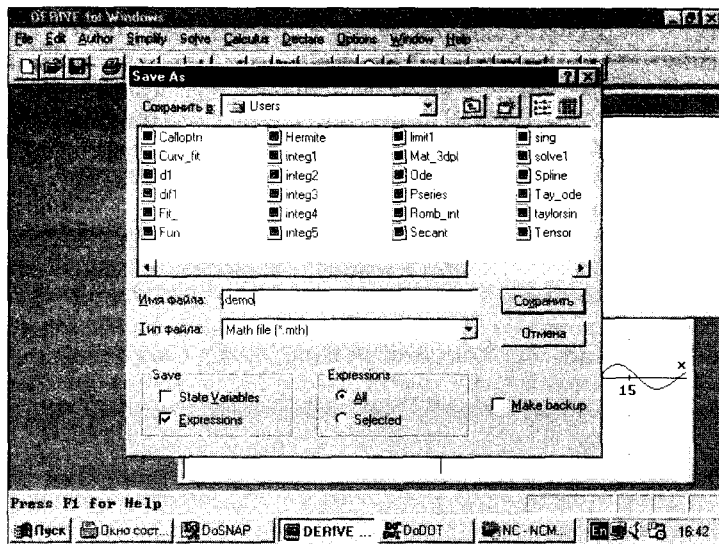 DERIVE for Windows
File Edit Author Simplify Solve Calculus Declare Options Window Help
Save As
Сохранить в: Users
Calloptn Hermite limit1 sing
Curv_fit integ1 Mat_3dpl solve1
d1 integ2 Ode Spline
dif1 integ3 Pseries Tay_ode
Fit_ integ4 Romb_int taylorsin
Fun integ5 Secant Tensor
Имя файла: demo Сохранить
Тип файла: Math file (*.mth) Отмена
Save Expressions
State Variables All
Expressions Selected Make backup
x
15
Press F1 for Help
Пуск Окно сост... DoSNAP DERIVE ... DoDOT NC - NCM... En 16:42